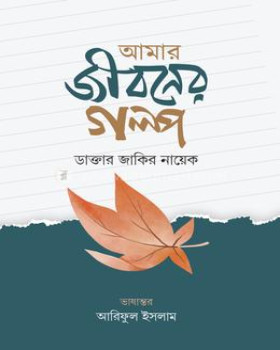 আমার
জীবনের
গল্প
ডাক্তার জাকির নায়েক
ভাষান্তর
আরিফুল ইসলাম